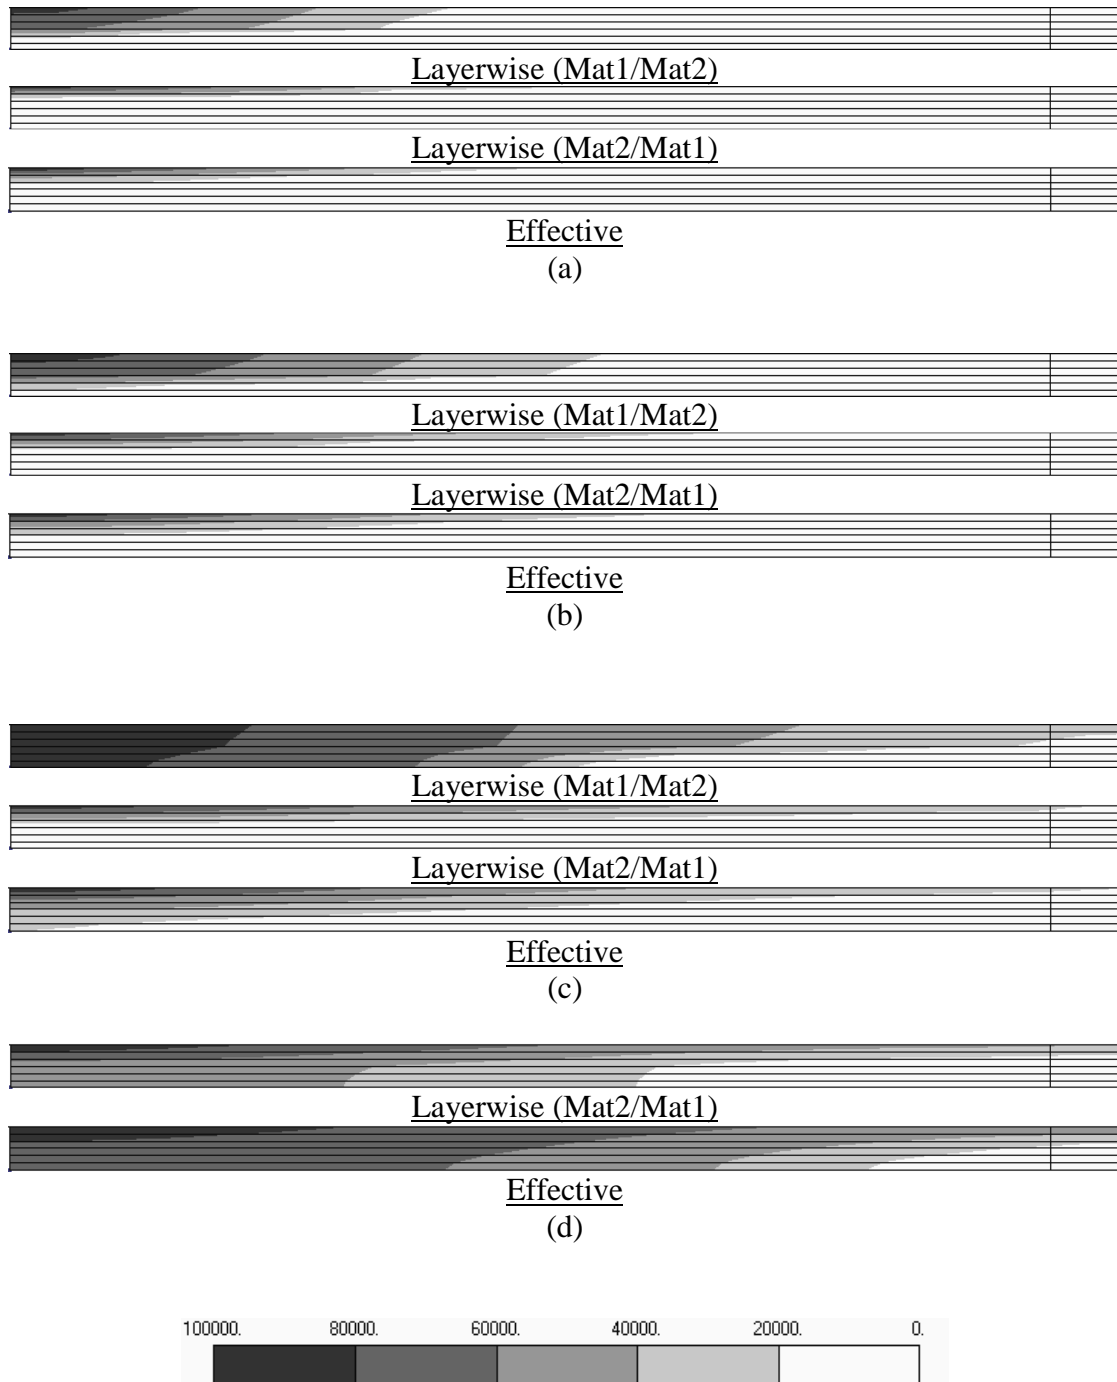 Layerwise (Mat1/Mat2)
Layerwise (Mat2/Mat1)
Effective
(a)
Layerwise (Mat1/Mat2)
Layerwise (Mat2/Mat1)
Effective
(b)
Layerwise (Mat1/Mat2)
Layerwise (Mat2/Mat1)
Effective
(c)
Layerwise (Mat2/Mat1)
Effective
(d)
100000. 80000. 60000. 40000. 20000. 0.